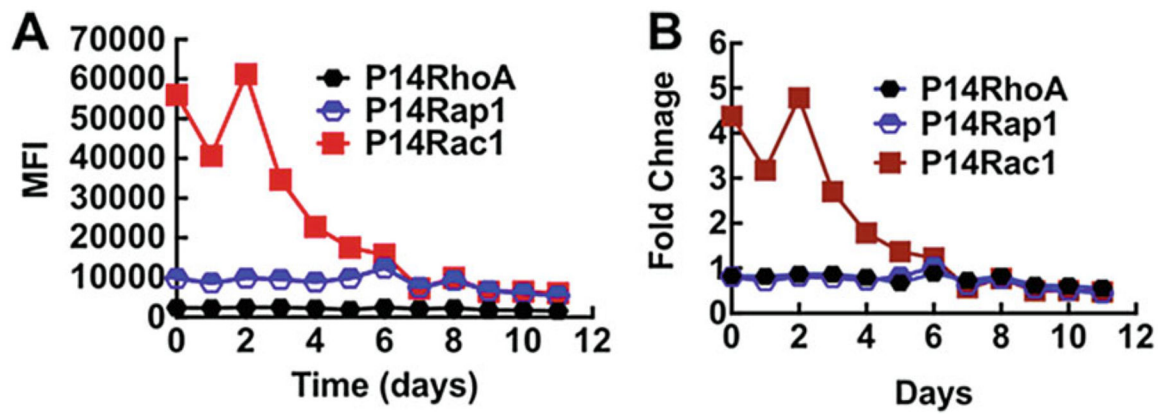 A
MFI
70000
60000
50000
40000
30000
20000
10000
0
P14RhoA
P14Rap1
P14Rac1
0 2 4 6 8 10 12
Time (days)
B
Fold Chnage
6
5
4
3
2
1
0
P14RhoA
P14Rap1
P14Rac1
0 2 4 6 8 10 12
Days